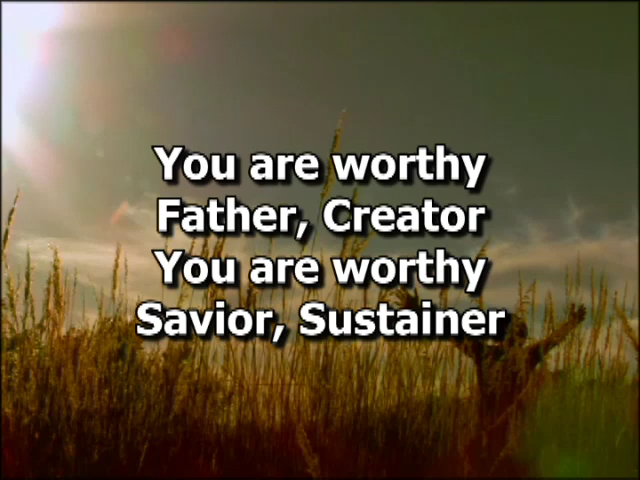 You are worthy
Father, Creator
You are worthy
Savior, Sustainer